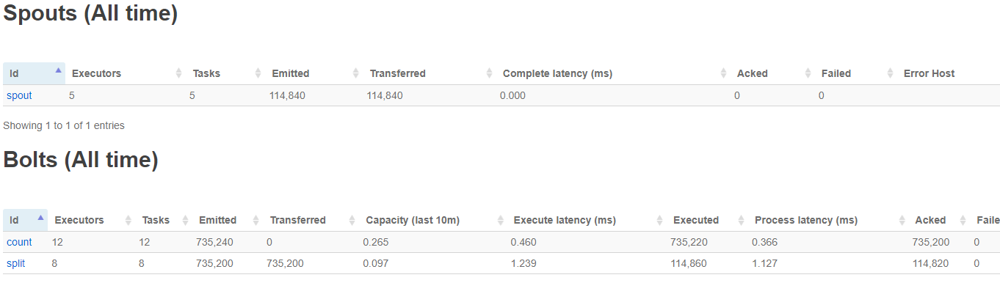 Spouts (All time)
Id Executors Tasks Emitted Transferred Complete latency (ms) Acked Failed Error Host
spout 5 5 114,840 114,840 0.000 0 0
Showing 1 to 1 of 1 entries
Bolts (All time)
Id Executors Tasks Emitted Transferred Capacity (last 10m) Execute latency (ms) Executed Process latency (ms) Acked Faile
count 12 12 735,240 0 0.265 0.460 735,220 0.366 735,200 0
split 8 8 735,200 735,200 0.097 1.239 114,860 1.127 114,820 0